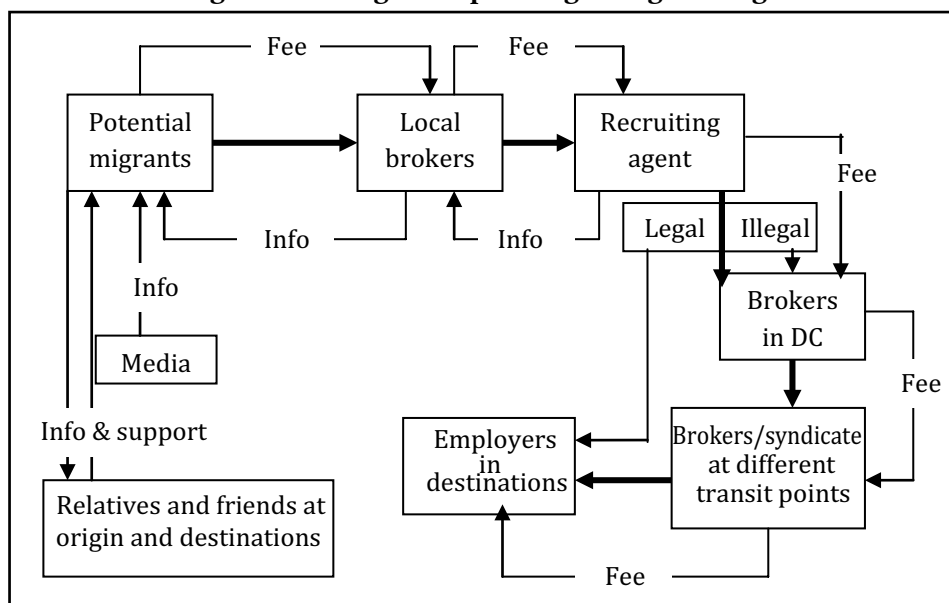 Fee
Fee
Potential
migrants
Local
brokers
Recruiting
agent
Fee
Info
Info
Legal
Illegal
Info
Media
Brokers
in DC
Fee
Info & support
Employers
in
destinations
Brokers/syndicate
at different
transit points
Relatives and friends at
origin and destinations
Fee